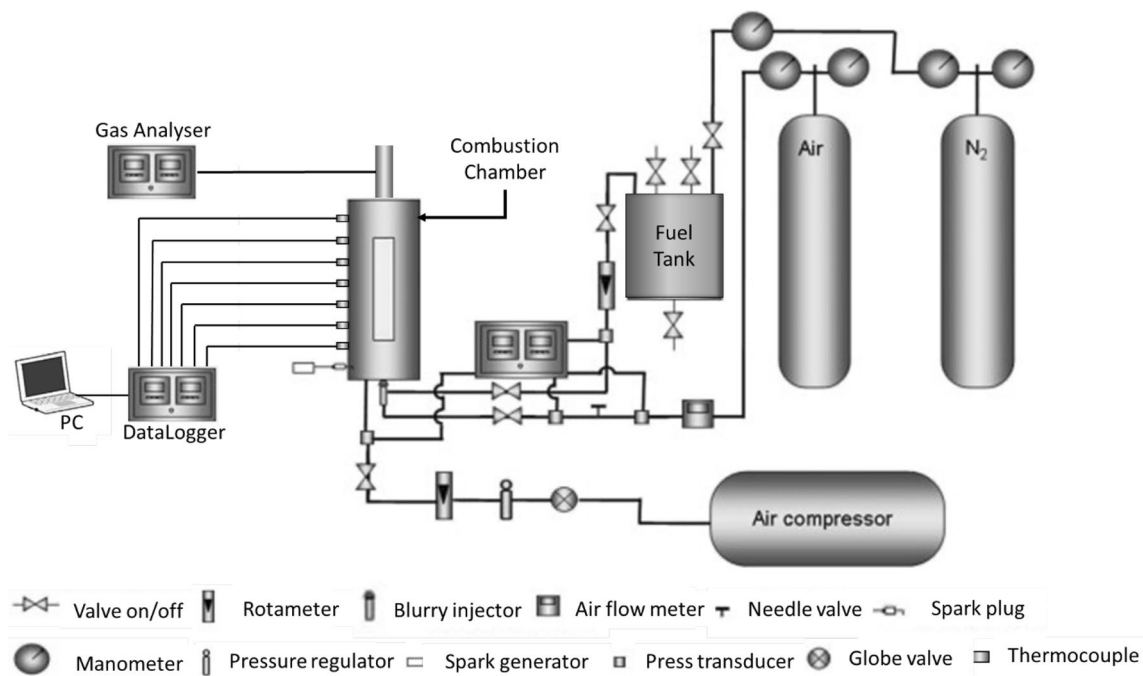 Gas Analyser
Combustion
Chamber
Air
N2
Fuel
Tank
PC
DataLogger
Air compressor
Valve on/off
Rotameter
Blurry injector
Air flow meter
Needle valve
Spark plug
Manometer
Pressure regulator
Spark generator
Press transducer
Globe valve
Thermocouple